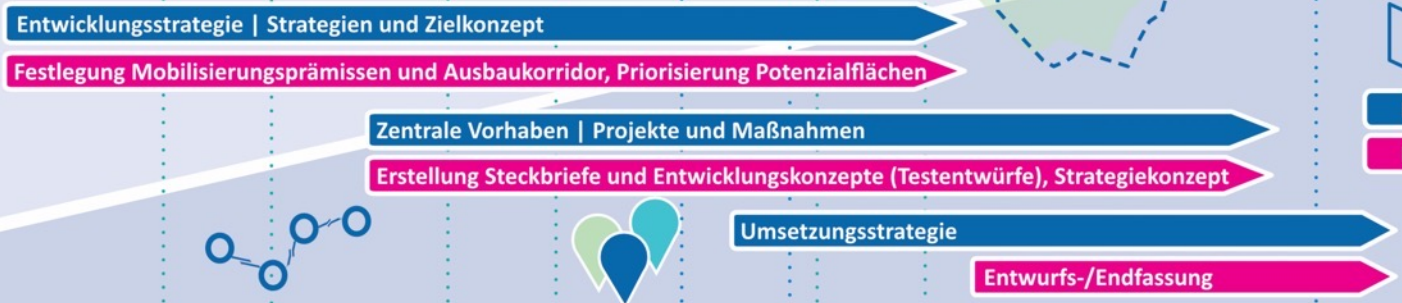 Entwicklungsstrategie | Strategien und Zielkonzept
Festlegung Mobilisierungsprämissen und Ausbaukorridor, Priorisierung Potenzialflächen
Zentrale Vorhaben | Projekte und Maßnahmen
Erstellung Steckbriefe und Entwicklungskonzepte (Testentwürfe), Strategiekonzept
Umsetzungsstrategie
Entwurfs-/Endfassung